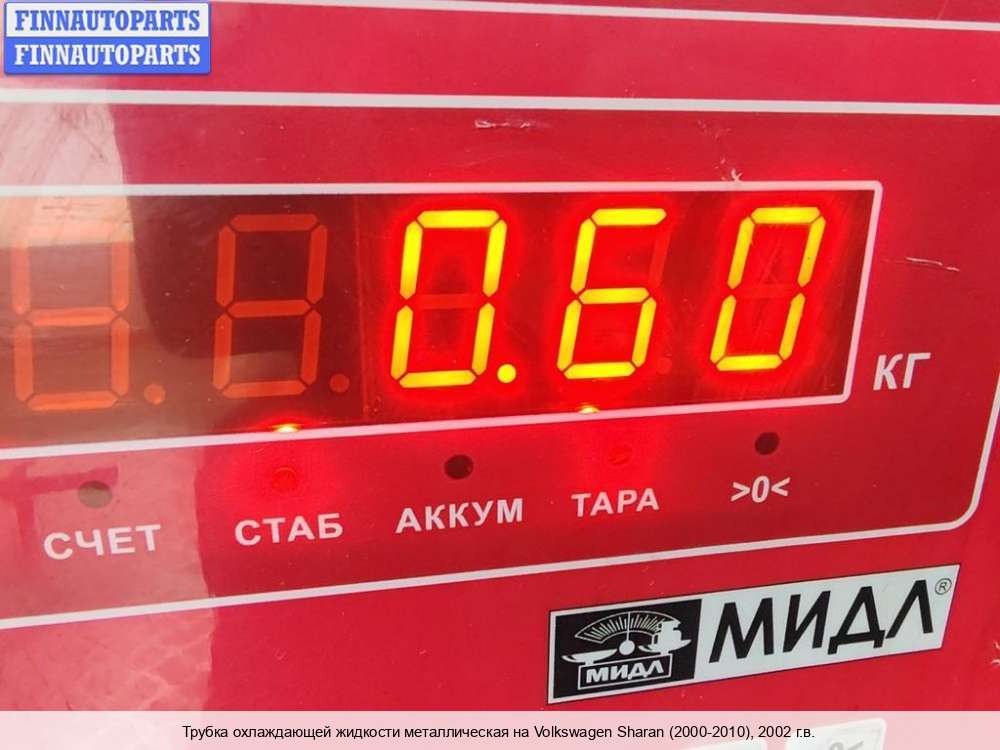 FINNAUTOPARTS
FINNAUTOPARTS
0.60
КГ
СЧЕТ СТАБ АККУМ ТАРА >0<
МИДЛ МИДЛ®
Трубка охлаждающей жидкости металлическая на Volkswagen Sharan (2000-2010), 2002 г.в.